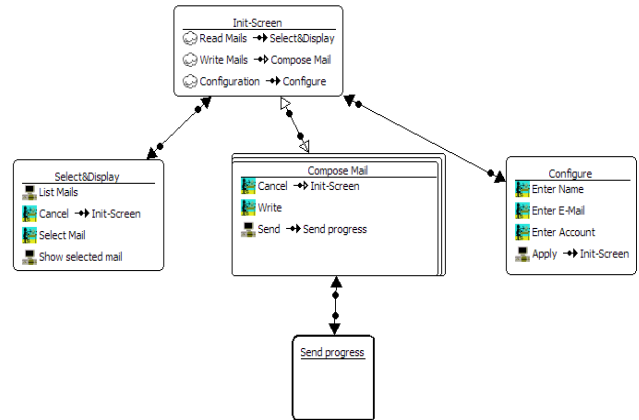 Init-Screen
Read Mails Select&Display
Write Mails Compose Mail
Configuration Configure
Select&Display
List Mails
Cancel Init-Screen
Select Mail
Show selected mail
Compose Mail
Cancel Init-Screen
Write
Send Send progress
Configure
Enter Name
Enter E-Mail
Enter Account
Apply Init-Screen
Send progress